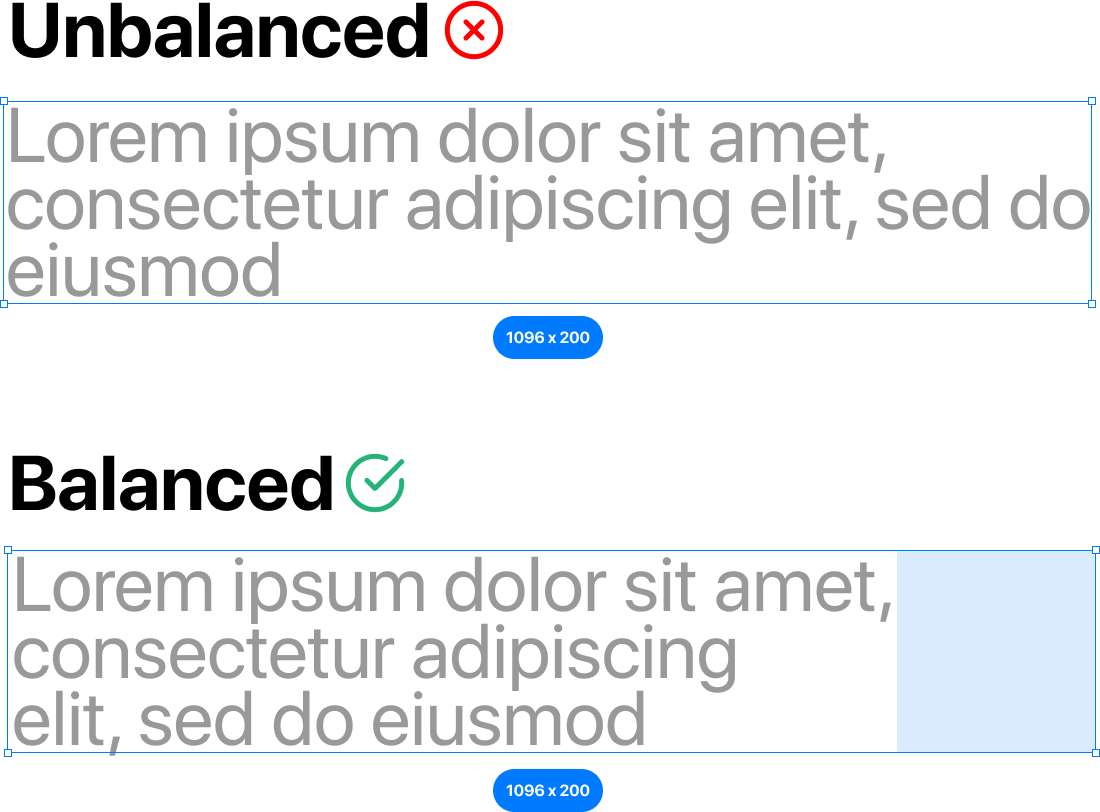 Unbalanced
Lorem ipsum dolor sit amet,
consectetur adipiscing elit, sed do
eiusmod
1096 x 200
Balanced
Lorem ipsum dolor sit amet,
consectetur adipiscing
elit, sed do eiusmod
1096 x 200